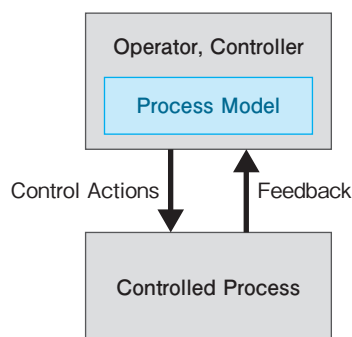 Operator, Controller
Process Model
Control Actions
Feedback
Controlled Process